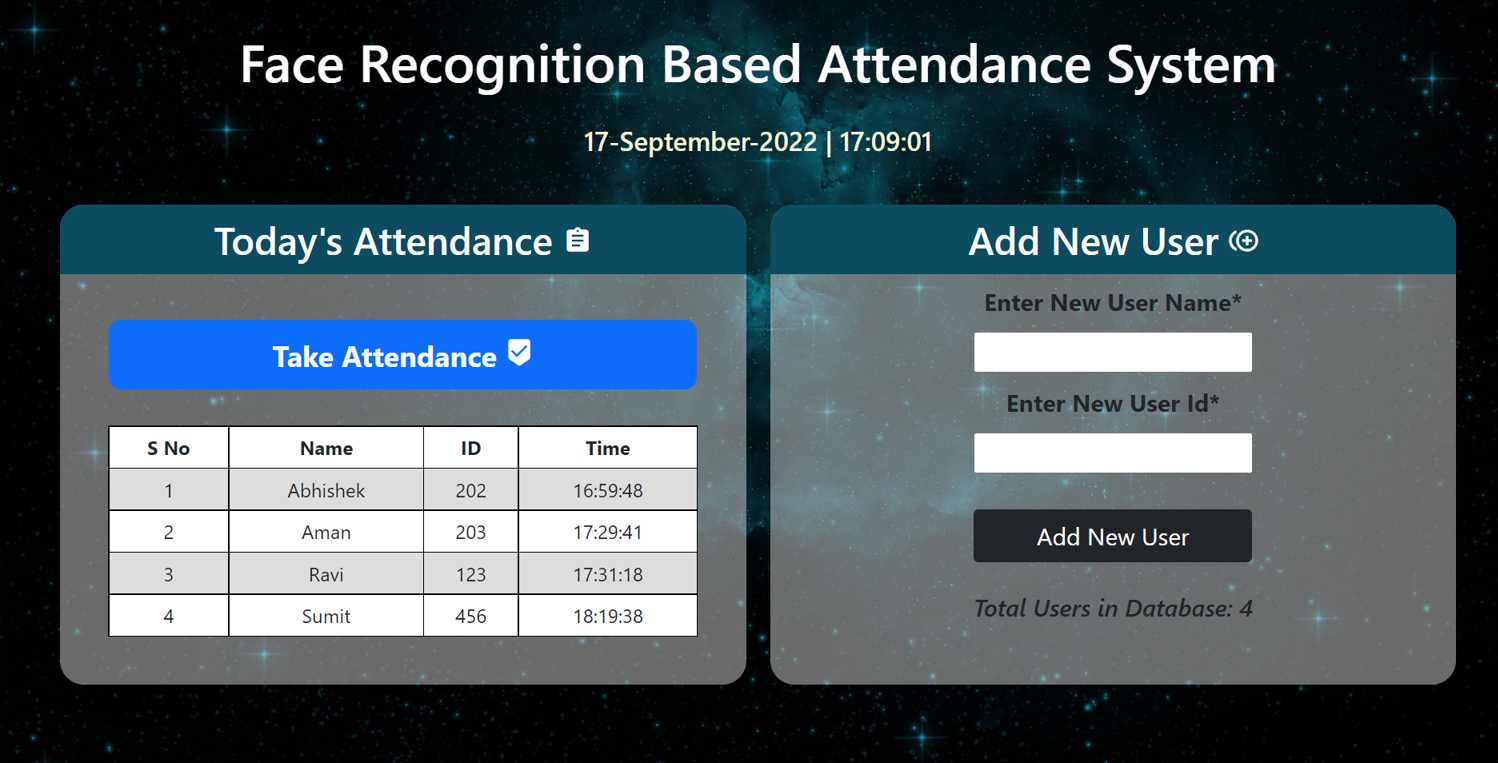 Face Recognition Based Attendance System
17-September-2022 | 17:09:01
Today's Attendance
Take Attendance
S No Name ID Time
1 Abhishek 202 16:59:48
2 Aman 203 17:29:41
3 Ravi 123 17:31:18
4 Sumit 456 18:19:38
Add New User
Enter New User Name*
Enter New User Id*
Add New User
Total Users in Database: 4